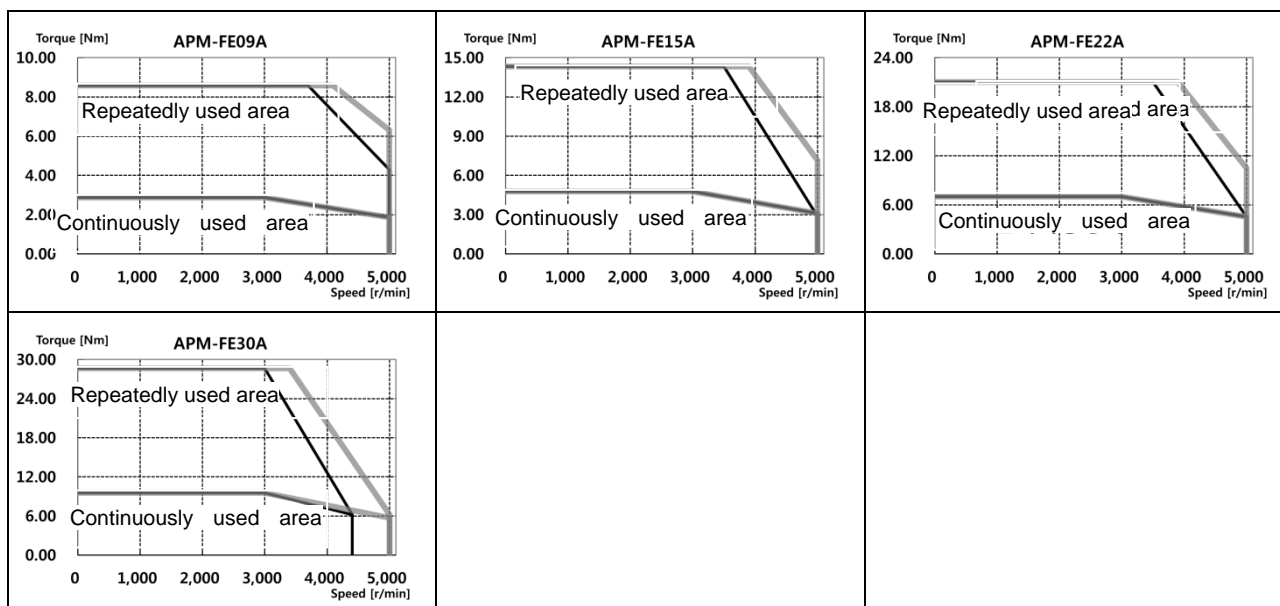 Torque [Nm] APM-FE09A
10.00
8.00
Repeatedly used area
6.00
4.00
2.00
Continuously used area
0.00
0 1,000 2,000 3,000 4,000 5,000
Speed [r/min]
Torque [Nm] APM-FE15A
15.00
12.00
Repeatedly used area
9.00
6.00
3.00
Continuously used area
0.00
0 1,000 2,000 3,000 4,000 5,000
Speed [r/min]
Torque [Nm] APM-FE22A
24.00
18.00
Repeatedly used area d area
12.00
6.00
Continuously used area
0.00
0 1,000 2,000 3,000 4,000 5,000
Speed [r/min]
Torque [Nm] APM-FE30A
30.00
Repeatedly used area
24.00
18.00
12.00
6.00
Continuously used area
0.00
0 1,000 2,000 3,000 4,000 5,000
Speed [r/min]